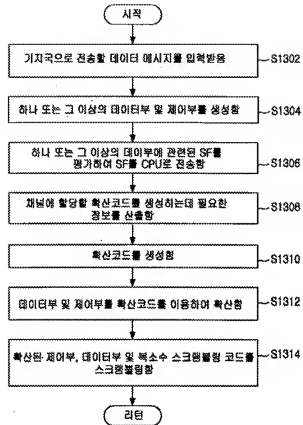 시작
기지국으로 전송할 데이터 메시지를 입력받음
S1302
하나 또는 그 이상의 데이터부 및 제어부를 생성함
S1304
하나 또는 그 이상의 데이부에 관련된 SF를
평가하여 SF를 CPU로 전송함
S1306
채널에 할당할 확산코드를 생성하는데 필요한
정보를 산출함
S1308
확산코드를 생성함
S1310
데이터부 및 제어부를 확산코드를 이용하여 확산함
S1312
확산된 제어부, 데이터부 및 복소수 스크램블링 코드를
스크램블링함
S1314
리턴